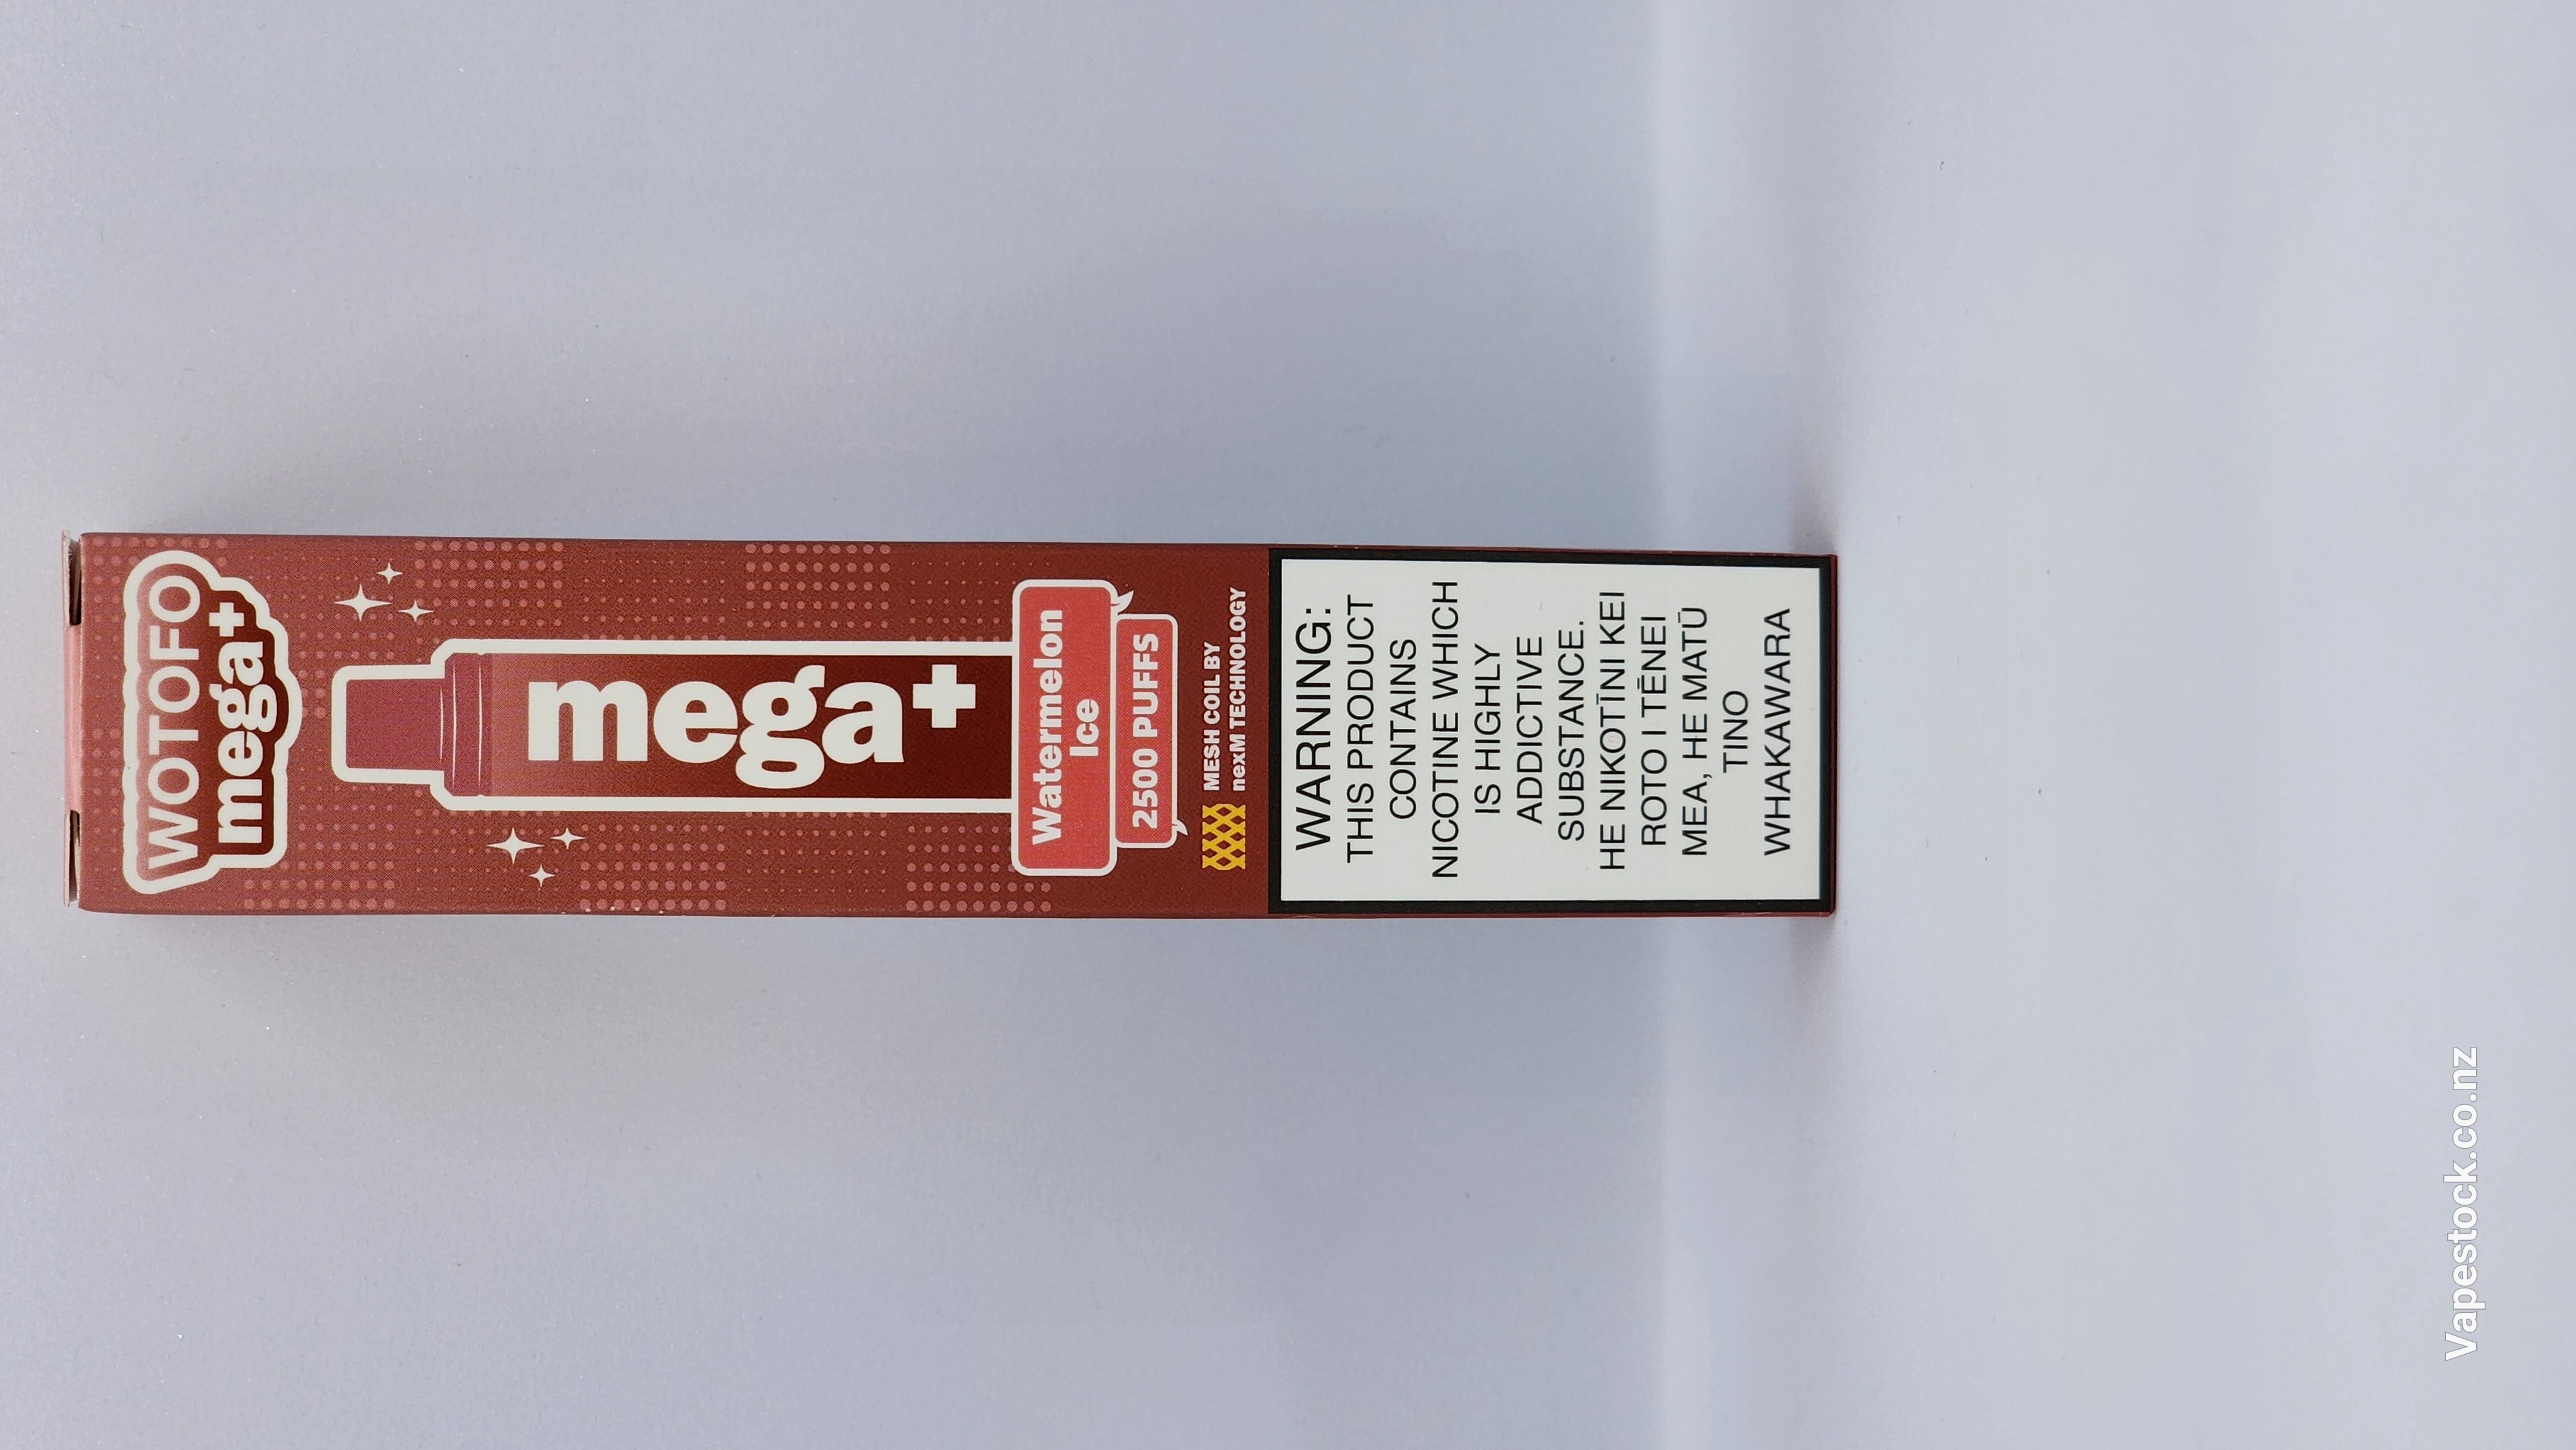 WOTOFO
mega+
mega+
Watermelon
Ice
2500 PUFFS
MESH COIL BY
nexM TECHNOLOGY
WARNING:
THIS PRODUCT
CONTAINS
NICOTINE WHICH
IS HIGHLY
ADDICTIVE
SUBSTANCE.
HE NIKOTĪNI KEI
ROTO I TĒNEI
MEA, HE MATŪ
TINO
WHAKAWARA
Vapestock.co.nz